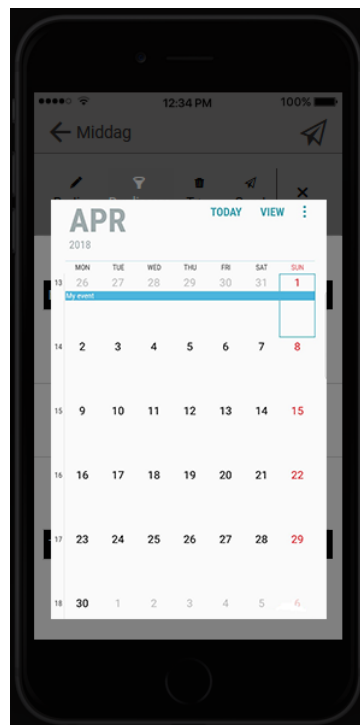 12:34 PM 100%
Middag
APR TODAY VIEW
2018
MON TUE WED THU FRI SAT SUN
13 26 27 28 29 30 31 1
My event
14 2 3 4 5 6 7 8
15 9 10 11 12 13 14 15
16 16 17 18 19 20 21 22
17 23 24 25 26 27 28 29
18 30 1 2 3 4 5 6